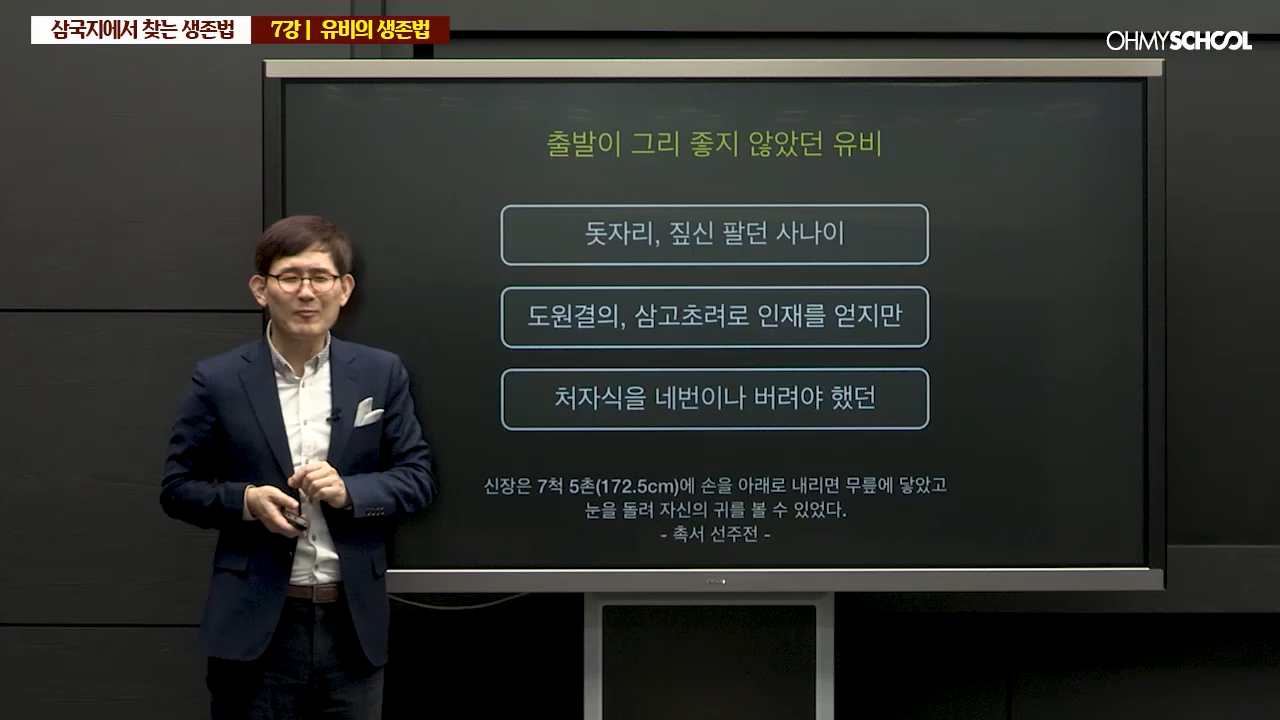 삼국지에서 찾는 생존법
7강 | 유비의 생존법
OHMYSCHOOL
출발이 그리 좋지 않았던 유비
돗자리, 짚신 팔던 사나이
도원결의, 삼고초려로 인재를 얻지만
처자식을 네번이나 버려야 했던
신장은 7척 5촌(172.5cm)에 손을 아래로 내리면 무릎에 닿았고
눈을 돌려 자신의 귀를 볼 수 있었다.
- 촉서 선주전 -